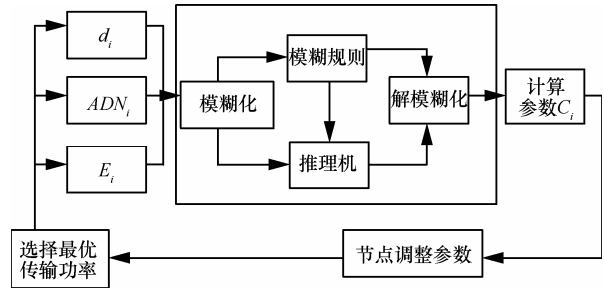 d_i
模糊规则
ADN_i
模糊化
解模糊化
计算
参数C_i
E_i
推理机
选择最优
传输功率
节点调整参数